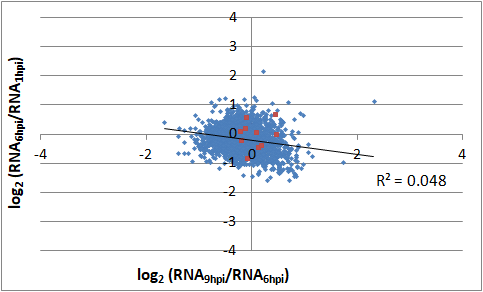 log2 (RNA6hpi/RNA1hpi)
4
3
2
1
0
-1
-2
-3
-4
-4 -2 0 2 4
R² = 0.048
log2 (RNA9hpi/RNA6hpi)